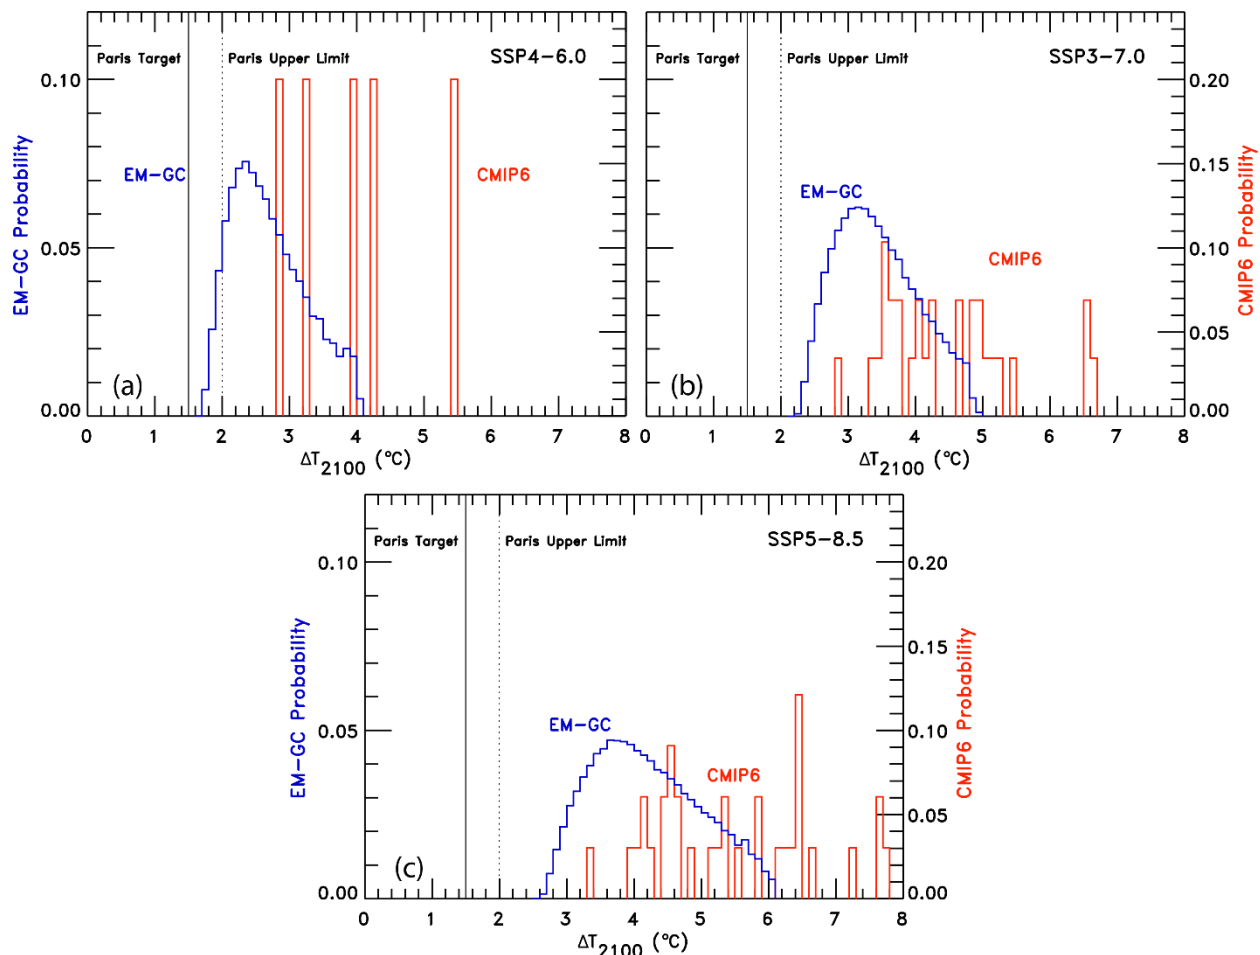 Paris Target
Paris Upper Limit
SSP4-6.0
0.10
EM-GC
CMIP6
0.05
EM-GC Probability
(a)
0.00
0 1 2 3 4 5 6 7 8
ΔT2100 (°C)
Paris Target
Paris Upper Limit
SSP3-7.0
0.20
EM-GC
0.15
CMIP6
0.10
0.05
CMIP6 Probability
(b)
0.00
0 1 2 3 4 5 6 7 8
ΔT2100 (°C)
Paris Target
Paris Upper Limit
SSP5-8.5
0.10
0.20
0.15
EM-GC
0.05
0.10
CMIP6
EM-GC Probability
CMIP6 Probability
0.05
(c)
0.00
0.00
0 1 2 3 4 5 6 7 8
ΔT2100 (°C)